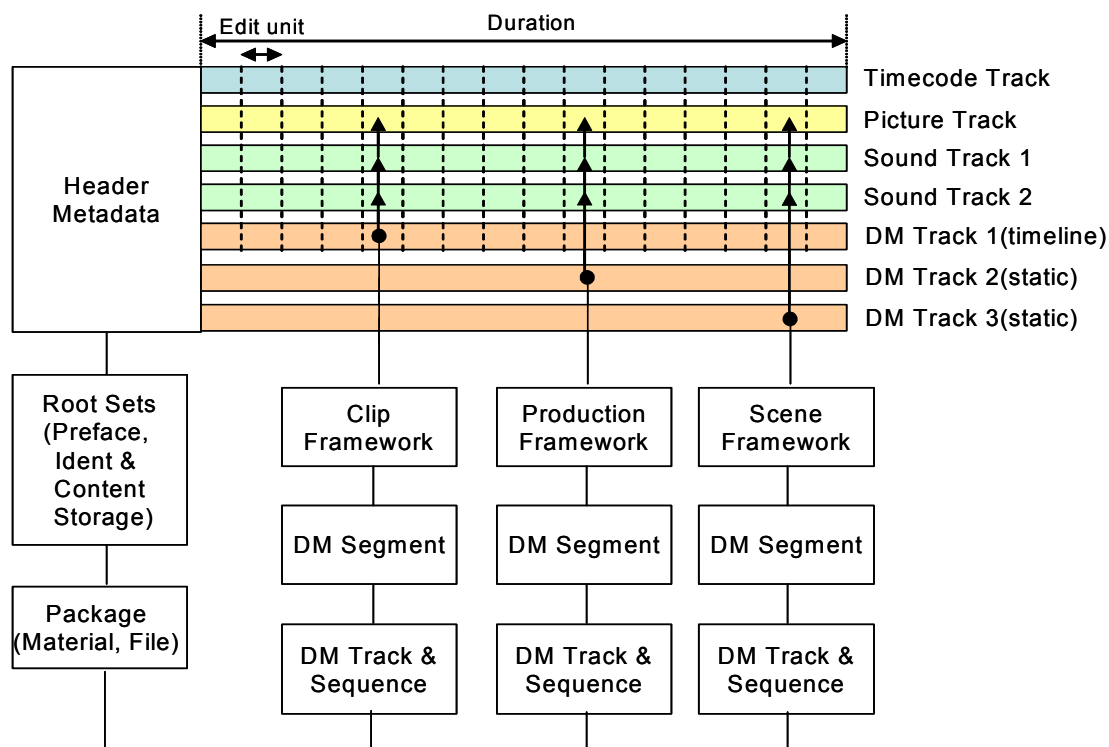 Edit unit
Duration
Timecode Track
Picture Track
Sound Track 1
Sound Track 2
DM Track 1(timeline)
DM Track 2(static)
DM Track 3(static)
Header
Metadata
Root Sets
(Preface,
Ident &
Content
Storage)
Package
(Material, File)
Clip
Framework
DM Segment
DM Track &
Sequence
Production
Framework
DM Segment
DM Track &
Sequence
Scene
Framework
DM Segment
DM Track &
Sequence